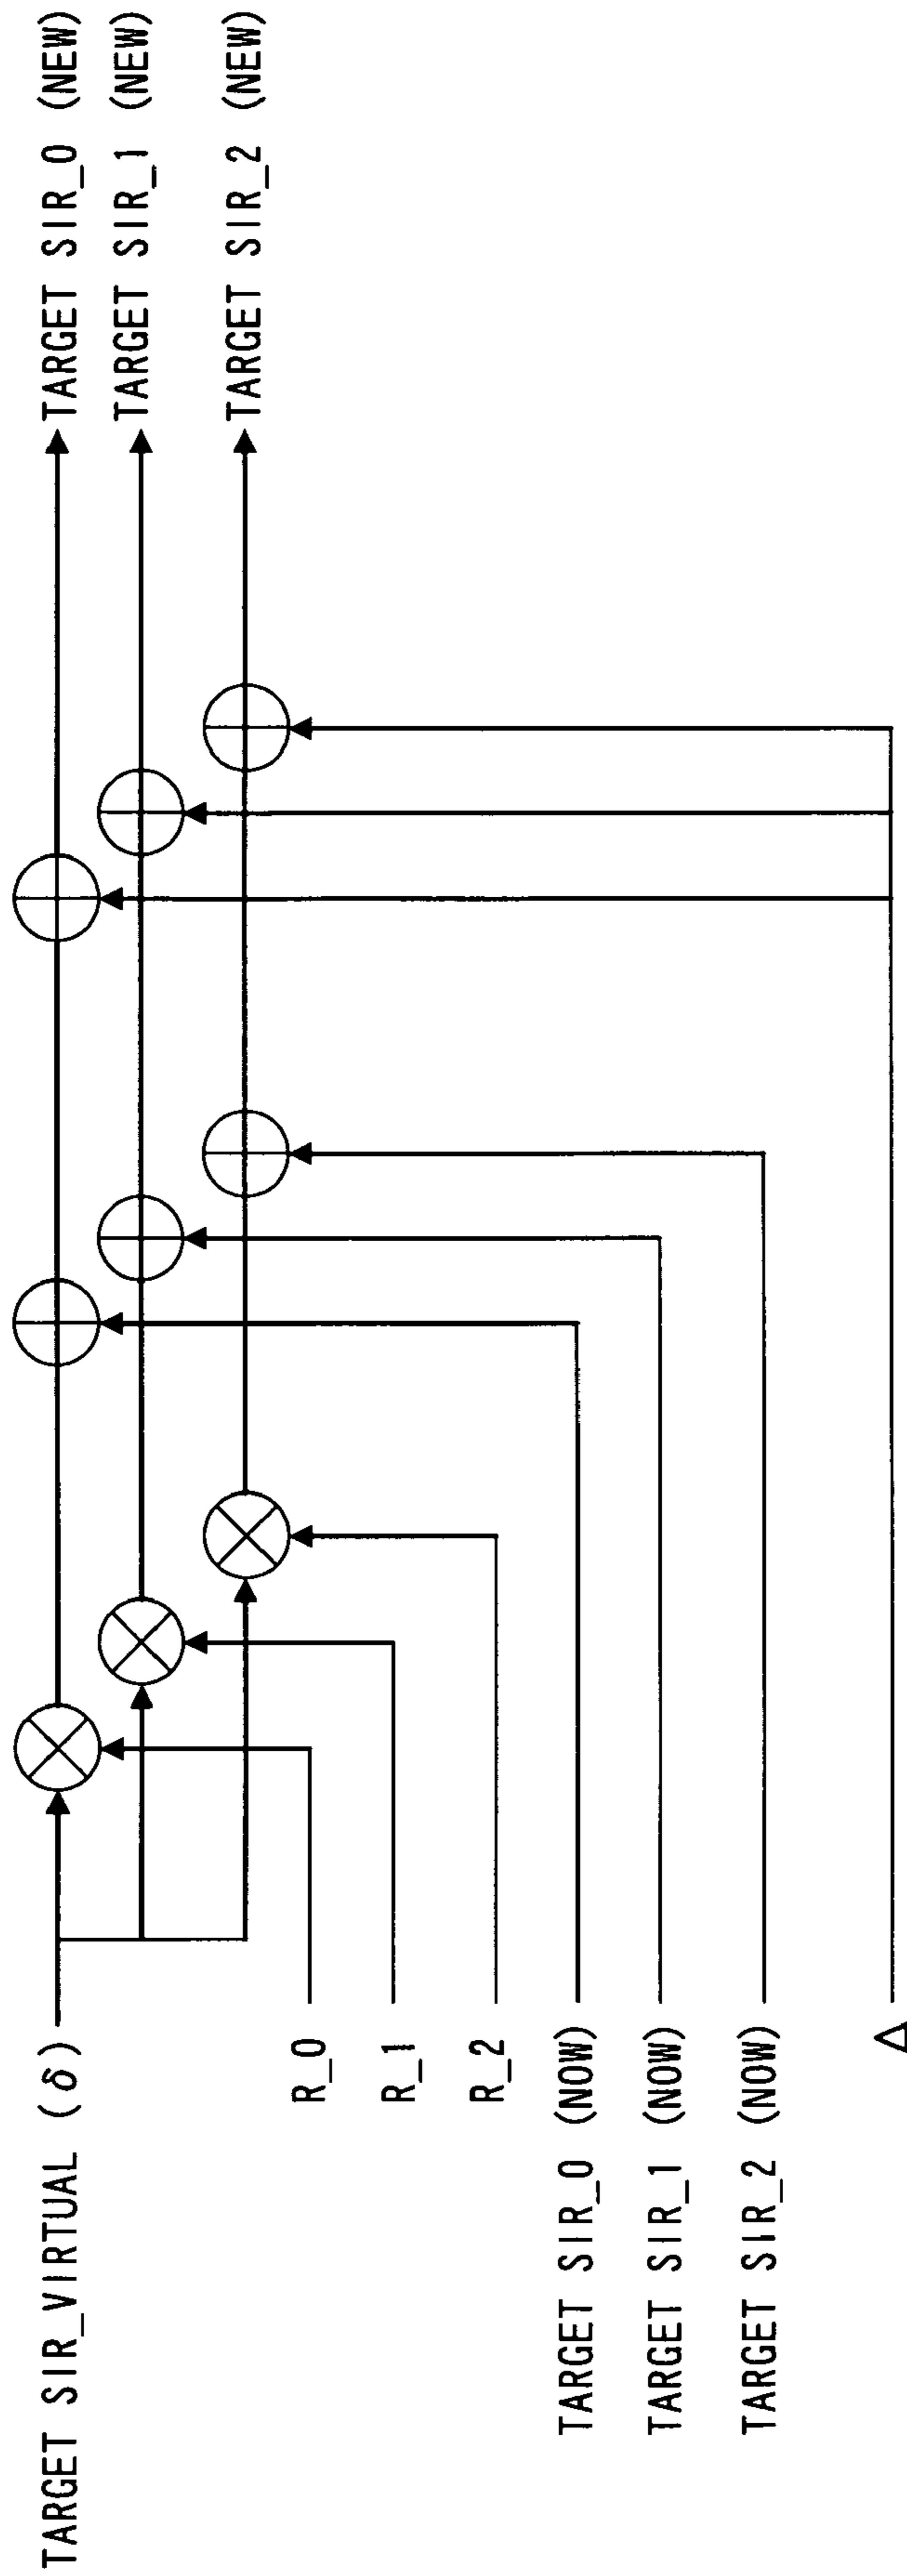 TARGET SIR_VIRTUAL (δ)
R_0
R_1
R_2
TARGET SIR_0 (NOW)
TARGET SIR_1 (NOW)
TARGET SIR_2 (NOW)
Δ
TARGET SIR_0 (NEW)
TARGET SIR_1 (NEW)
TARGET SIR_2 (NEW)